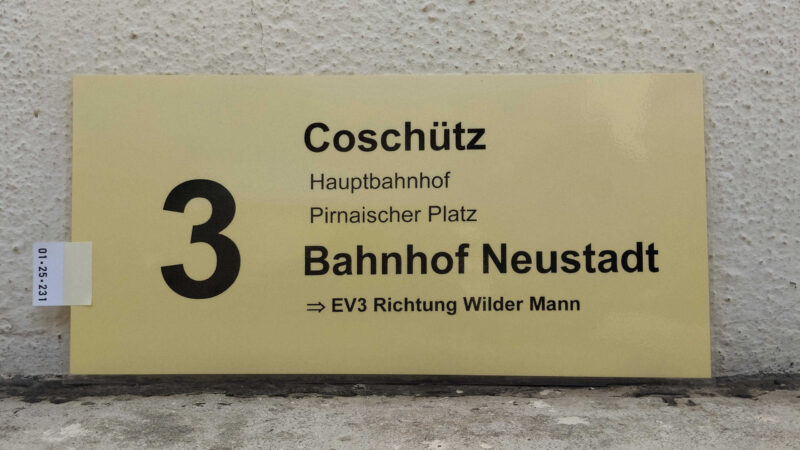 3
Coschütz
Hauptbahnhof
Pirnaischer Platz
Bahnhof Neustadt
⇒ EV3 Richtung Wilder Mann
01-25-231